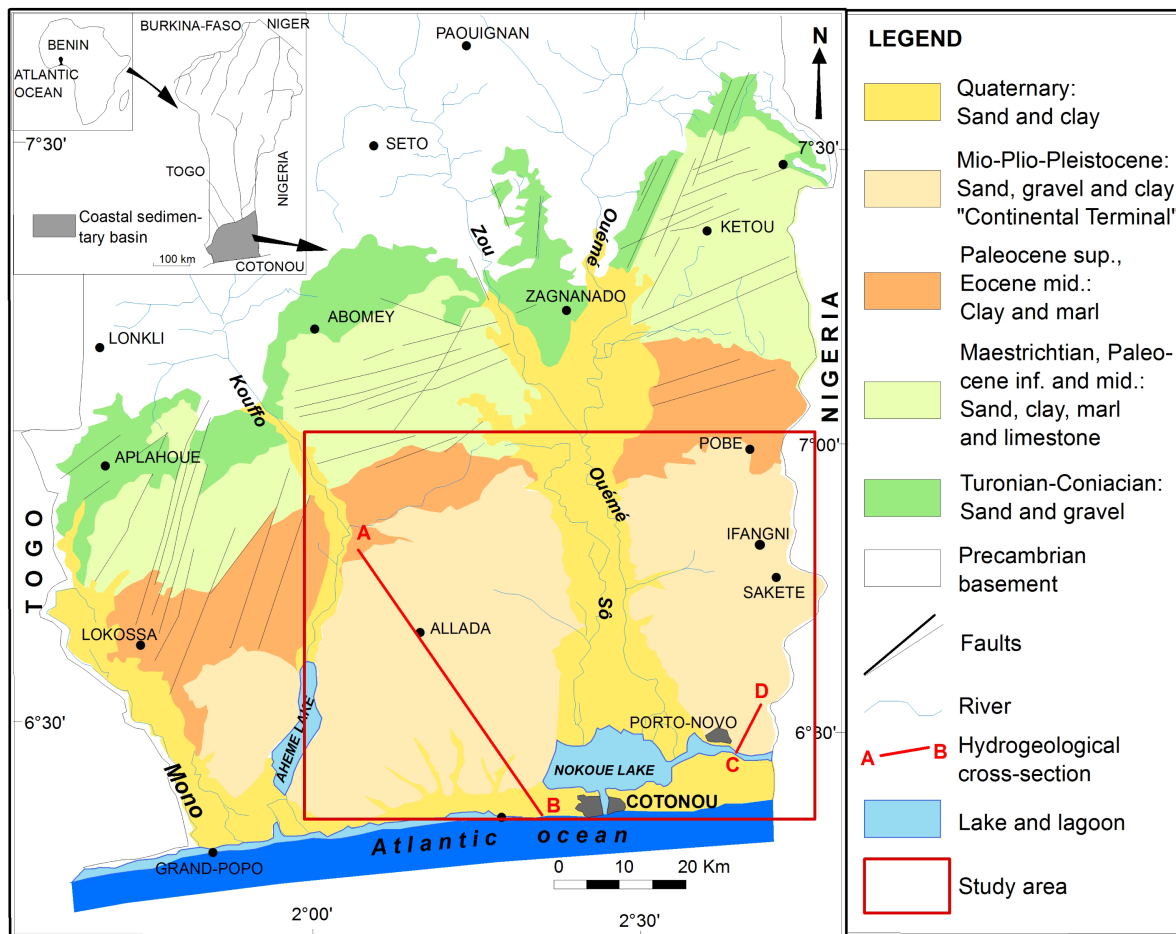 BURKINA-FASO
NIGER
BENIN
ATLANTIC
OCEAN
TOGO
NIGERIA
Coastal sedimen-
tary basin
100 km
COTONOU
PAOUIGNAN
N
SETO
7°30'
7°30'
Zou
Ouémé
KETOU
ZAGNANADO
ABOMEY
LONKLI
NIGERIA
Kouffo
7°00'
POBE
APLAHOUE
Ouémé
A
IFANGNI
SAKETE
TOGO
Sô
ALLADA
LOKOSSA
D
6°30'
6°30'
PORTO-NOVO
AHEME LAKE
C
NOKOUE LAKE
Mono
B
COTONOU
Atlantic ocean
GRAND-POPO
0 10 20 Km
2°00'
2°30'
LEGEND
Quaternary:
Sand and clay
Mio-Plio-Pleistocene:
Sand, gravel and clay
"Continental Terminal"
Paleocene sup.,
Eocene mid.:
Clay and marl
Maestrichtian, Paleo-
cene inf. and mid.:
Sand, clay, marl
and limestone
Turonian-Coniacian:
Sand and gravel
Precambrian
basement
Faults
River
A B Hydrogeological
cross-section
Lake and lagoon
Study area